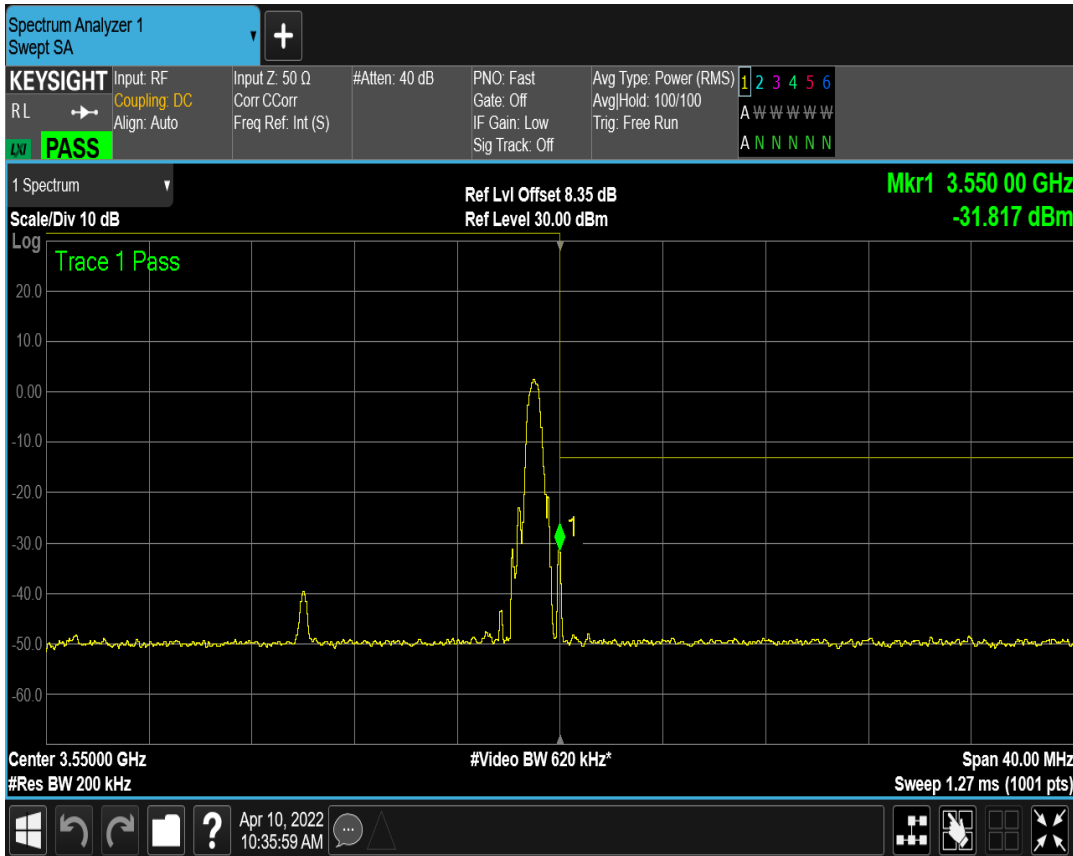 Spectrum Analyzer 1
Swept SA
+
KEYSIGHT
R L
LXI
PASS
Input: RF
Coupling: DC
Align: Auto
Input Z: 50 Ω
Corr CCorr
Freq Ref: Int (S)
#Atten: 40 dB
PNO: Fast
Gate: Off
IF Gain: Low
Sig Track: Off
Avg Type: Power (RMS)
Avg|Hold: 100/100
Trig: Free Run
1 2 3 4 5 6
A W W W W W
A N N N N N
1 Spectrum
Scale/Div 10 dB
Log
Ref Lvl Offset 8.35 dB
Ref Level 30.00 dBm
Mkr1 3.550 00 GHz
-31.817 dBm
Trace 1 Pass
20.0
10.0
0.00
-10.0
-20.0
-30.0
-40.0
-50.0
-60.0
1
Center 3.55000 GHz
#Res BW 200 kHz
#Video BW 620 kHz*
Span 40.00 MHz
Sweep 1.27 ms (1001 pts)
?
Apr 10, 2022
10:35:59 AM